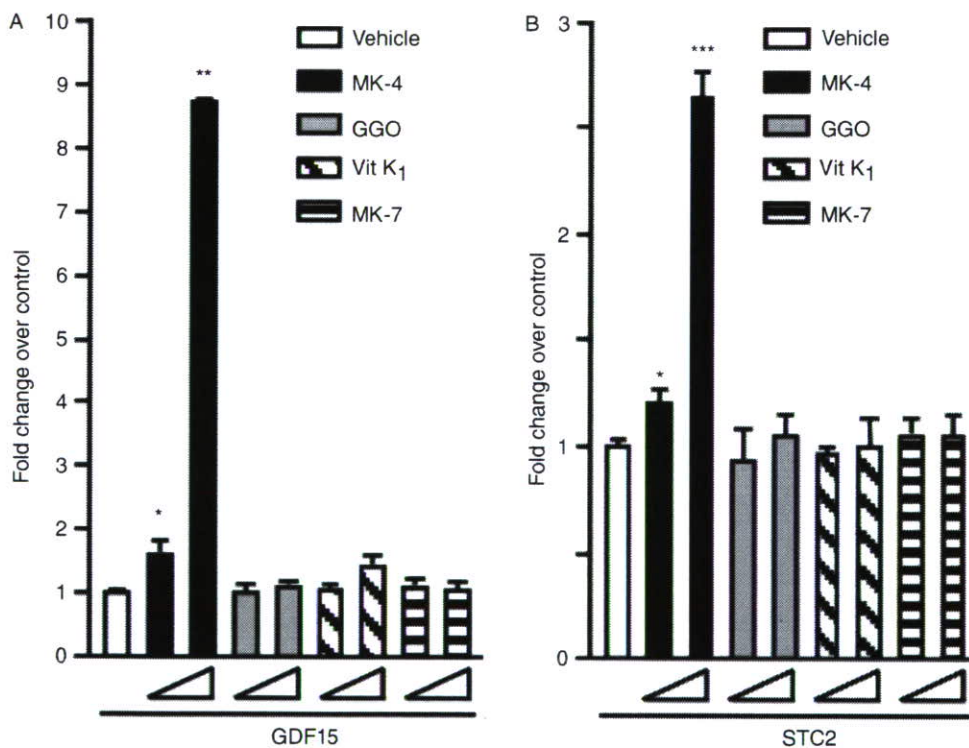 A
10
9
8
7
6
5
4
3
2
1
0
Fold change over control
Vehicle
MK-4
GGO
Vit K1
MK-7
*
**
GDF15
B
3
2
1
0
Fold change over control
Vehicle
MK-4
GGO
Vit K1
MK-7
*
***
STC2